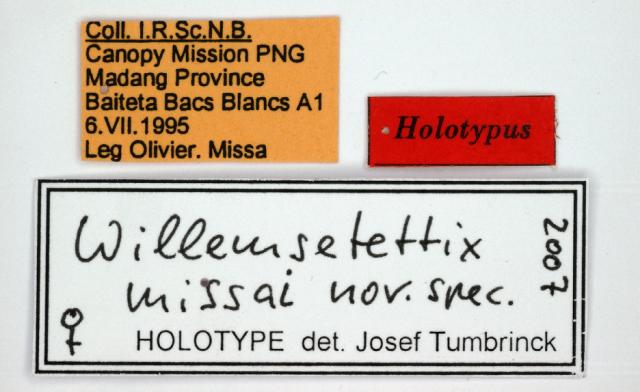 Coll. I.R.Sc.N.B.
Canopy Mission PNG
Madang Province
Baiteta Bacs Blancs A1
6.VII.1995
Leg Olivier. Missa
Holotypus
Willemsetettix
missai nov. spec.
2007
♀
HOLOTYPE det. Josef Tumbrinck